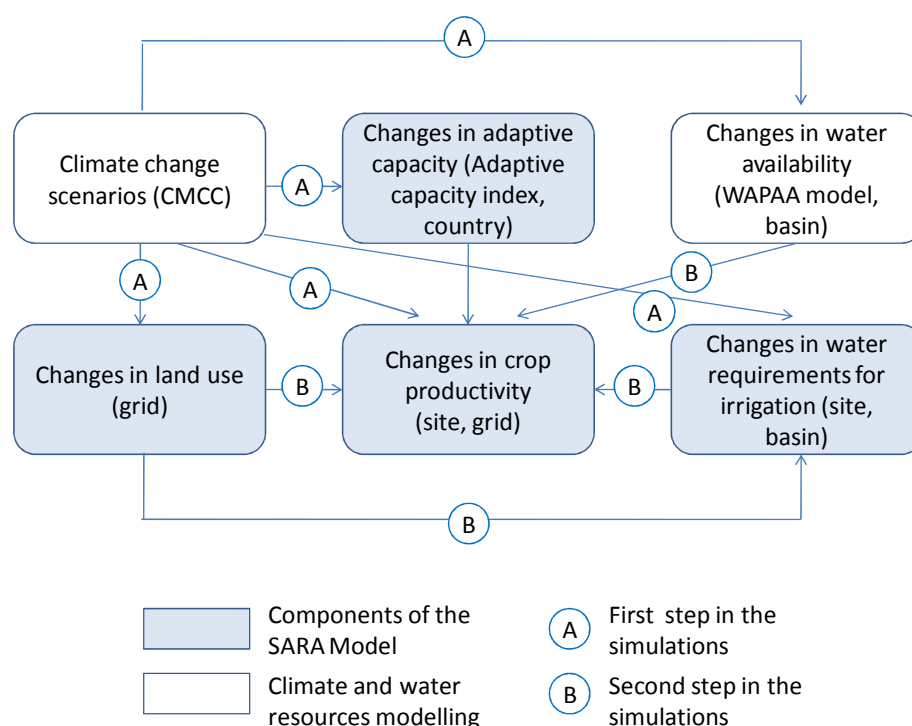 A
Climate change
scenarios (CMCC)
A
Changes in adaptive
capacity (Adaptive
capacity index,
country)
Changes in water
availability
(WAPAA model,
basin)
A
A
B
A
Changes in land use
(grid)
B
Changes in crop
productivity
(site, grid)
B
Changes in water
requirements for
irrigation (site,
basin)
B
Components of the
SARA Model
A
First step in the
simulations
Climate and water
resources modelling
B
Second step in the
simulations